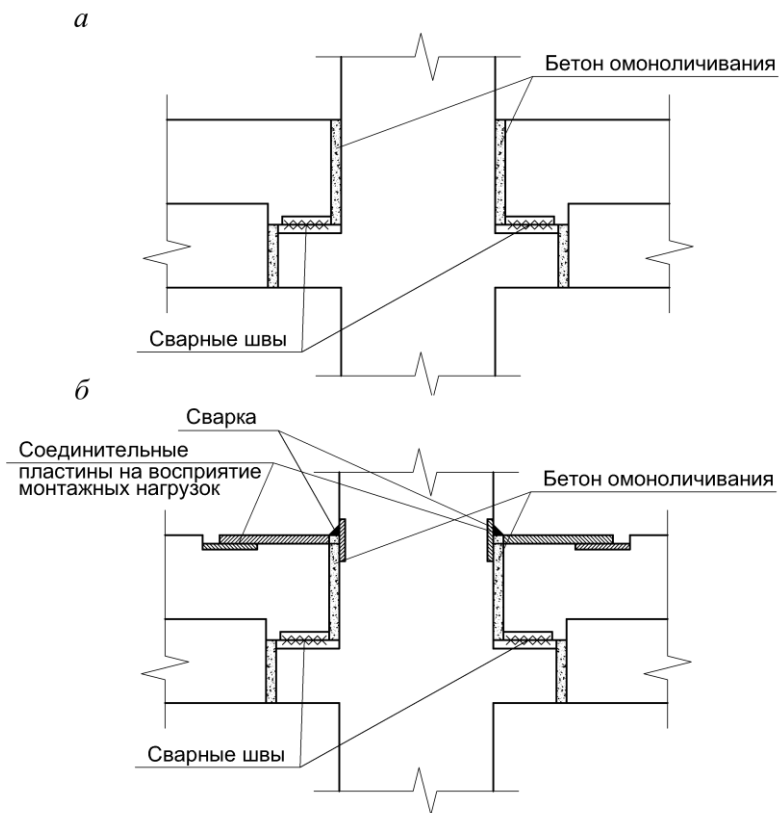 а
Бетон омоноличивания
Сварные швы
б
Сварка
Соединительные
пластины на восприятие
монтажных нагрузок
Бетон омоноличивания
Сварные швы